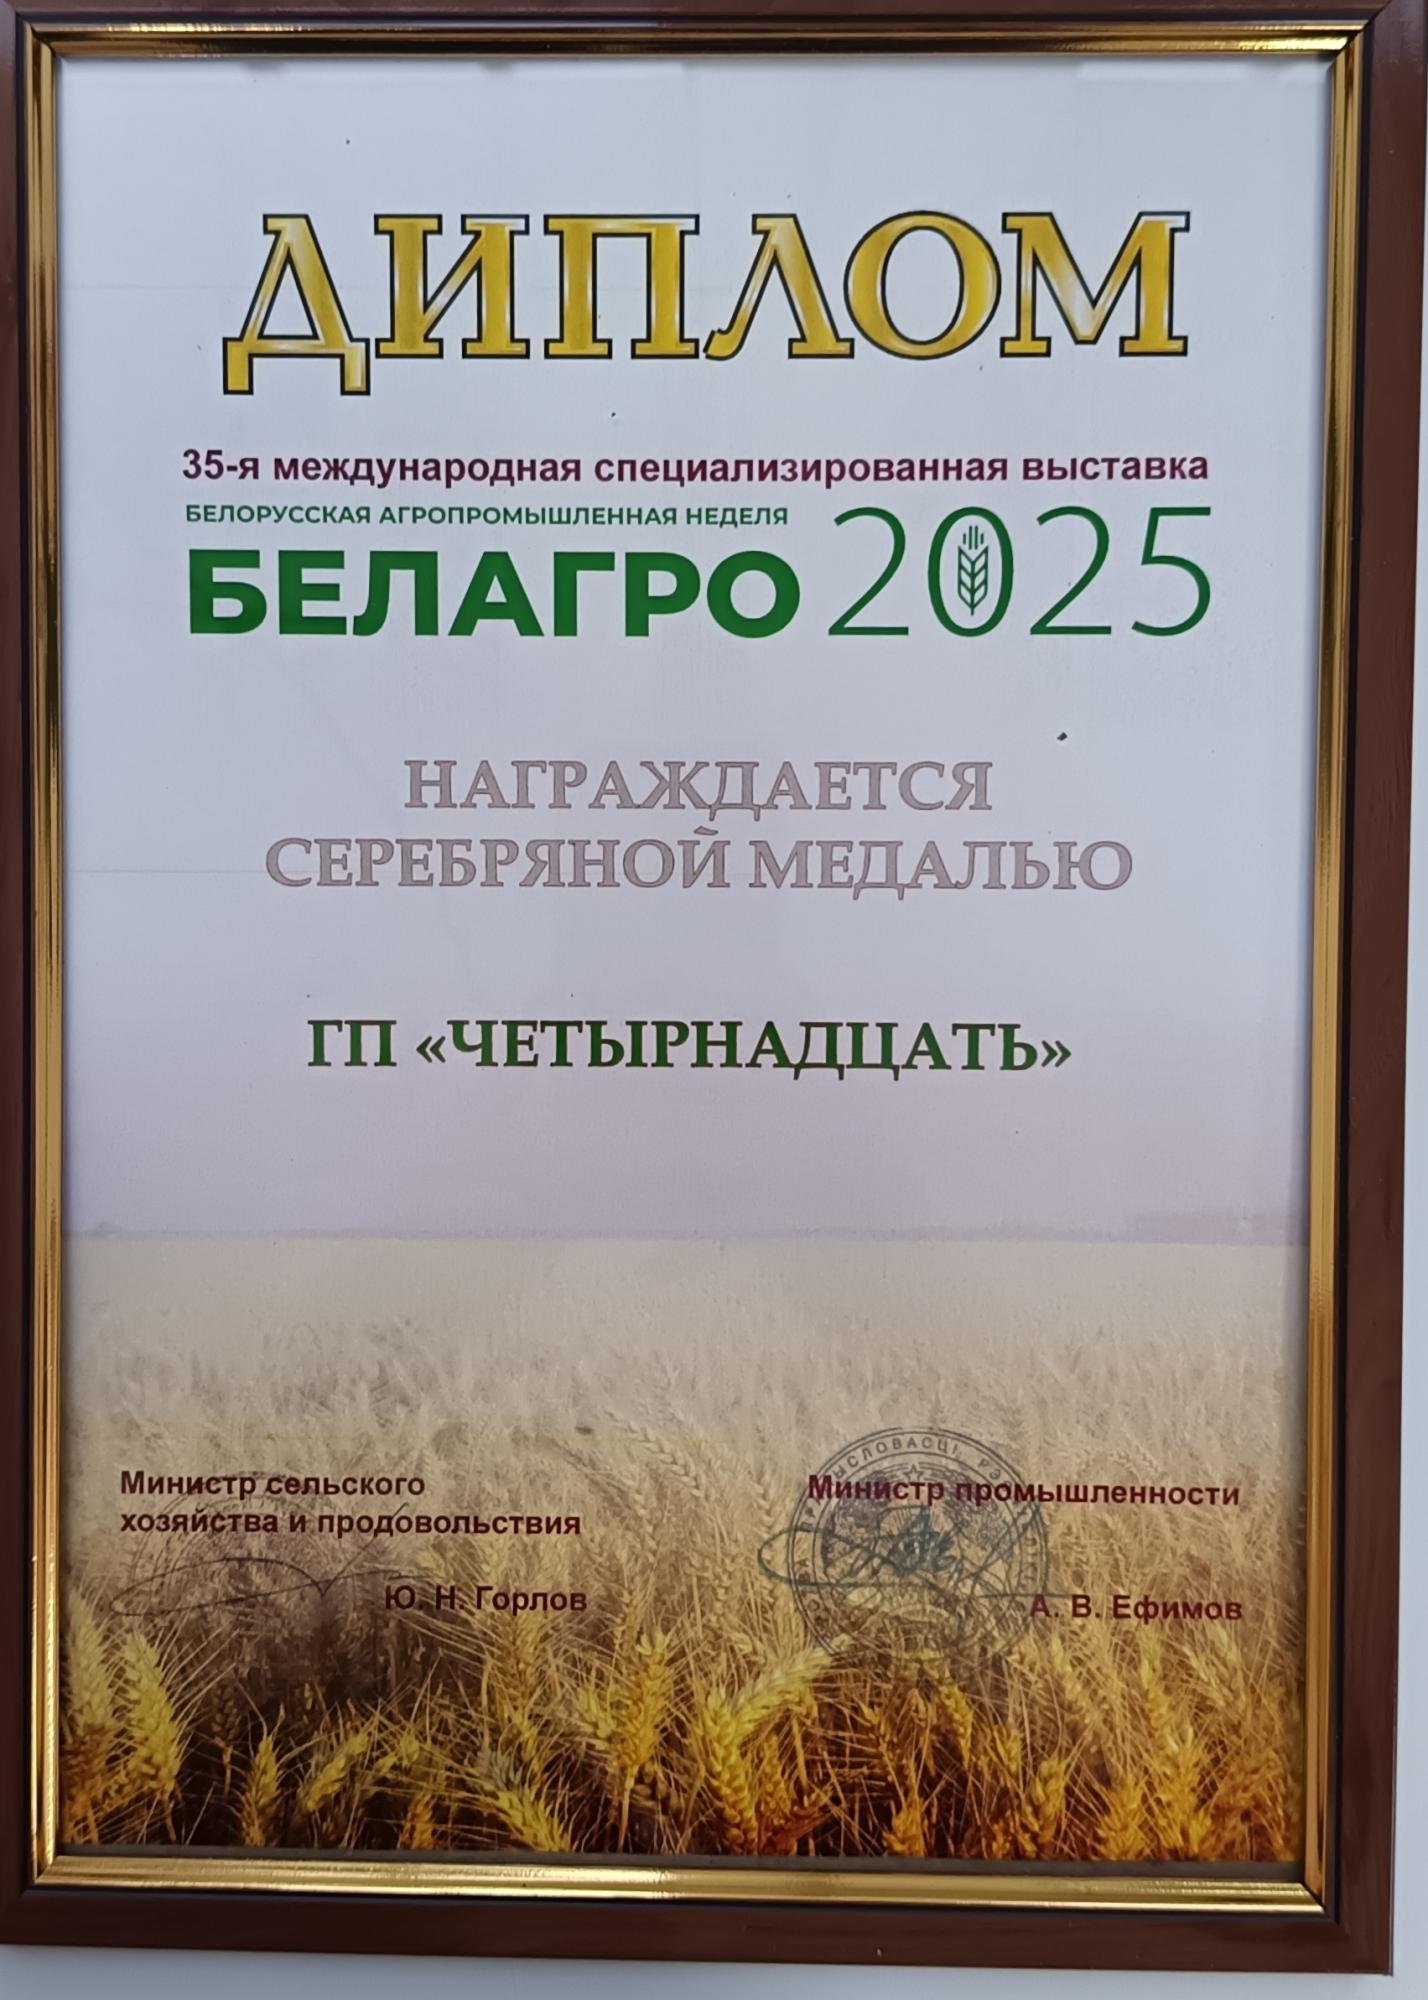 ДИПЛОМ
35-я международная специализированная выставка
БЕЛОРУССКАЯ АГРОПРОМЫШЛЕННАЯ НЕДЕЛЯ
БЕЛАГРО 2025
НАГРАЖДАЕТСЯ
СЕРЕБРЯНОЙ МЕДАЛЬЮ
ГП «ЧЕТЫРНАДЦАТЬ»
Министр сельского
хозяйства и продовольствия
Ю. Н. Горлов
Министр промышленности
А. В. Ефимов